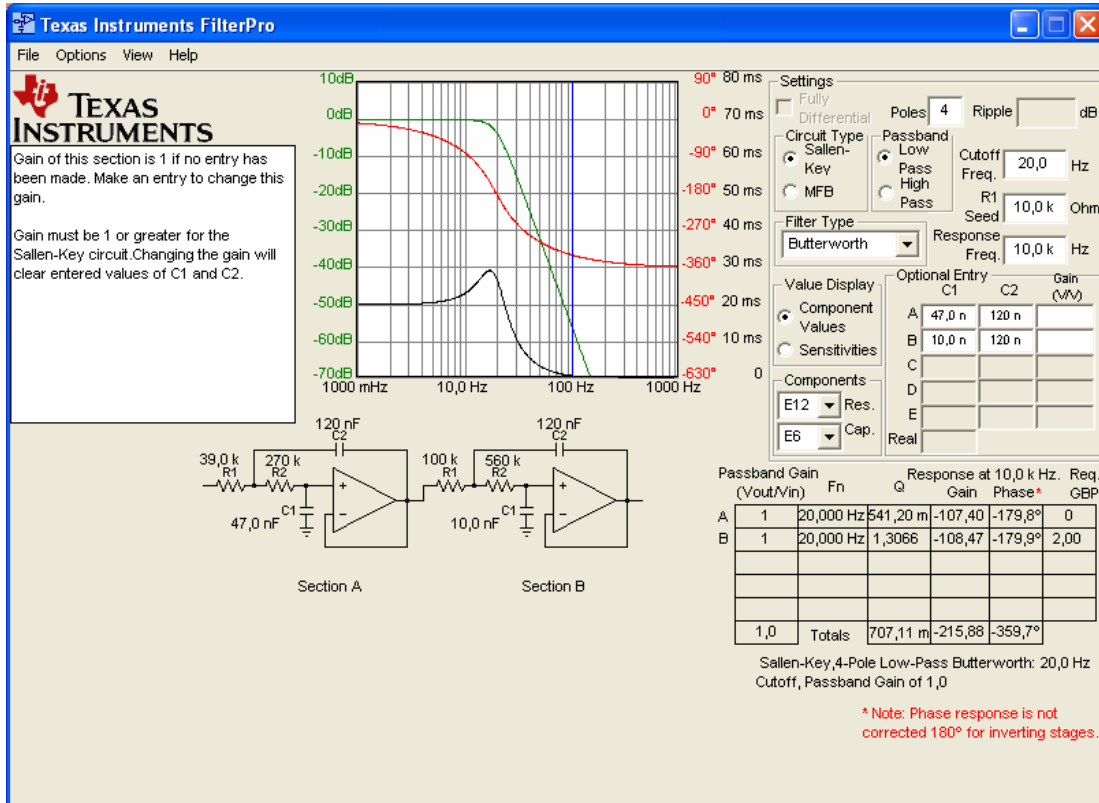 Texas Instruments FilterPro
File Options View Help
TEXAS
INSTRUMENTS
Gain of this section is 1 if no entry has
been made. Make an entry to change this
gain.
Gain must be 1 or greater for the
Sallen-Key circuit.Changing the gain will
clear entered values of C1 and C2.
10dB
0dB
-10dB
-20dB
-30dB
-40dB
-50dB
-60dB
-70dB
1000 mHz 10,0 Hz 100 Hz 1000 Hz
90° 80 ms
0° 70 ms
-90° 60 ms
-180° 50 ms
-270° 40 ms
-360° 30 ms
-450° 20 ms
-540° 10 ms
-630° 0
Settings
Fully
Differential
Poles 4 Ripple dB
Circuit Type
Sallen-
Key
MFB
Passband
Low
Pass
High
Pass
Cutoff
Freq. 20,0 Hz
R1
Seed 10,0 k Ohm
Filter Type
Butterworth
Response
Freq. 10,0 k Hz
Value Display
Component
Values
Sensitivities
Optional Entry
C1 C2 Gain
(V/V)
A 47,0 n 120 n
B 10,0 n 120 n
C
D
E
Real
Components
E12 Res.
E6 Cap.
120 nF
C2
39,0 k 270 k
R1 R2
C1
47,0 nF
+
−
Section A
120 nF
C2
100 k 560 k
R1 R2
C1
10,0 nF
+
−
Section B
Passband Gain Response at 10,0 k Hz. Req.
(Vout/Vin) Fn Q Gain Phase* GBP
A 1 20,000 Hz 541,20 m -107,40 -179,8° 0
B 1 20,000 Hz 1,3066 -108,47 -179,9° 2,00
1,0 Totals 707,11 m -215,88 -359,7°
Sallen-Key,4-Pole Low-Pass Butterworth: 20,0 Hz
Cutoff, Passband Gain of 1,0
* Note: Phase response is not
corrected 180° for inverting stages.